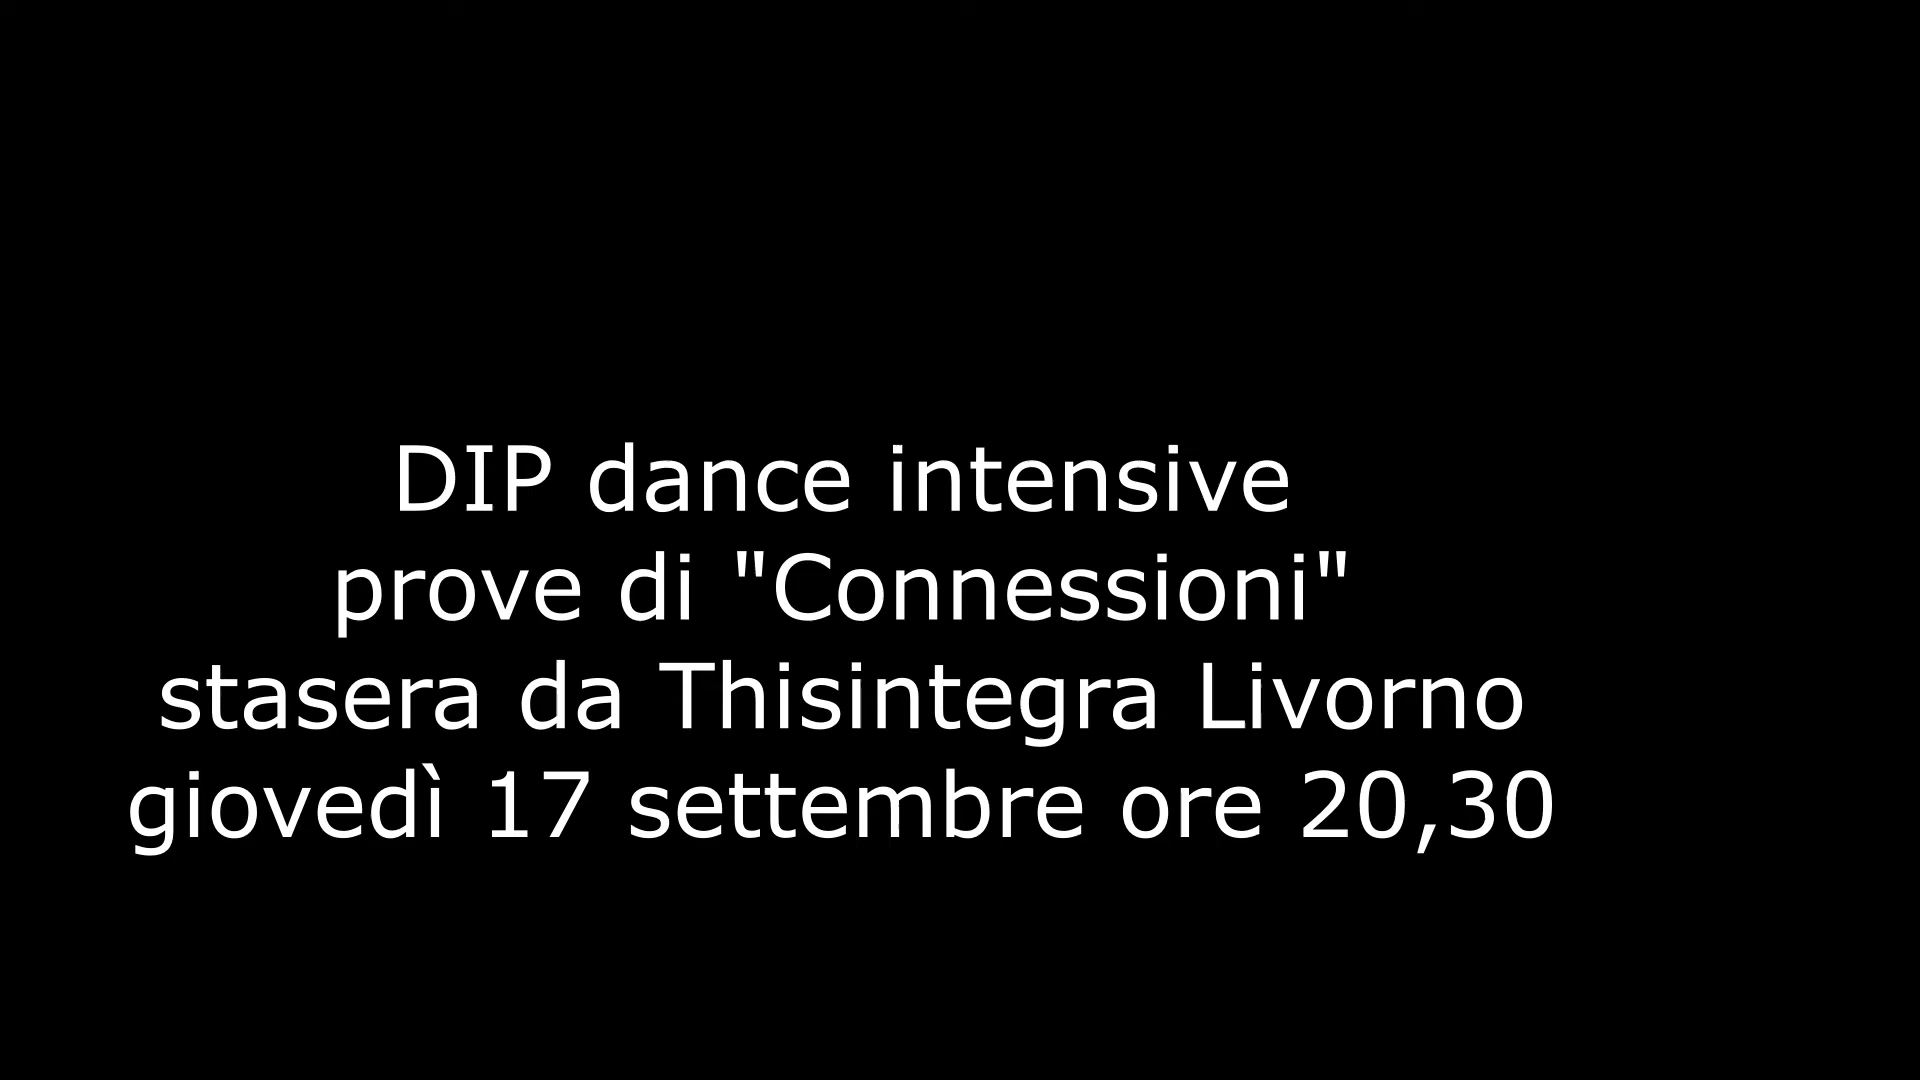 DIP dance intensive
prove di "Connessioni"
stasera da Thisintegra Livorno
giovedì 17 settembre ore 20,30